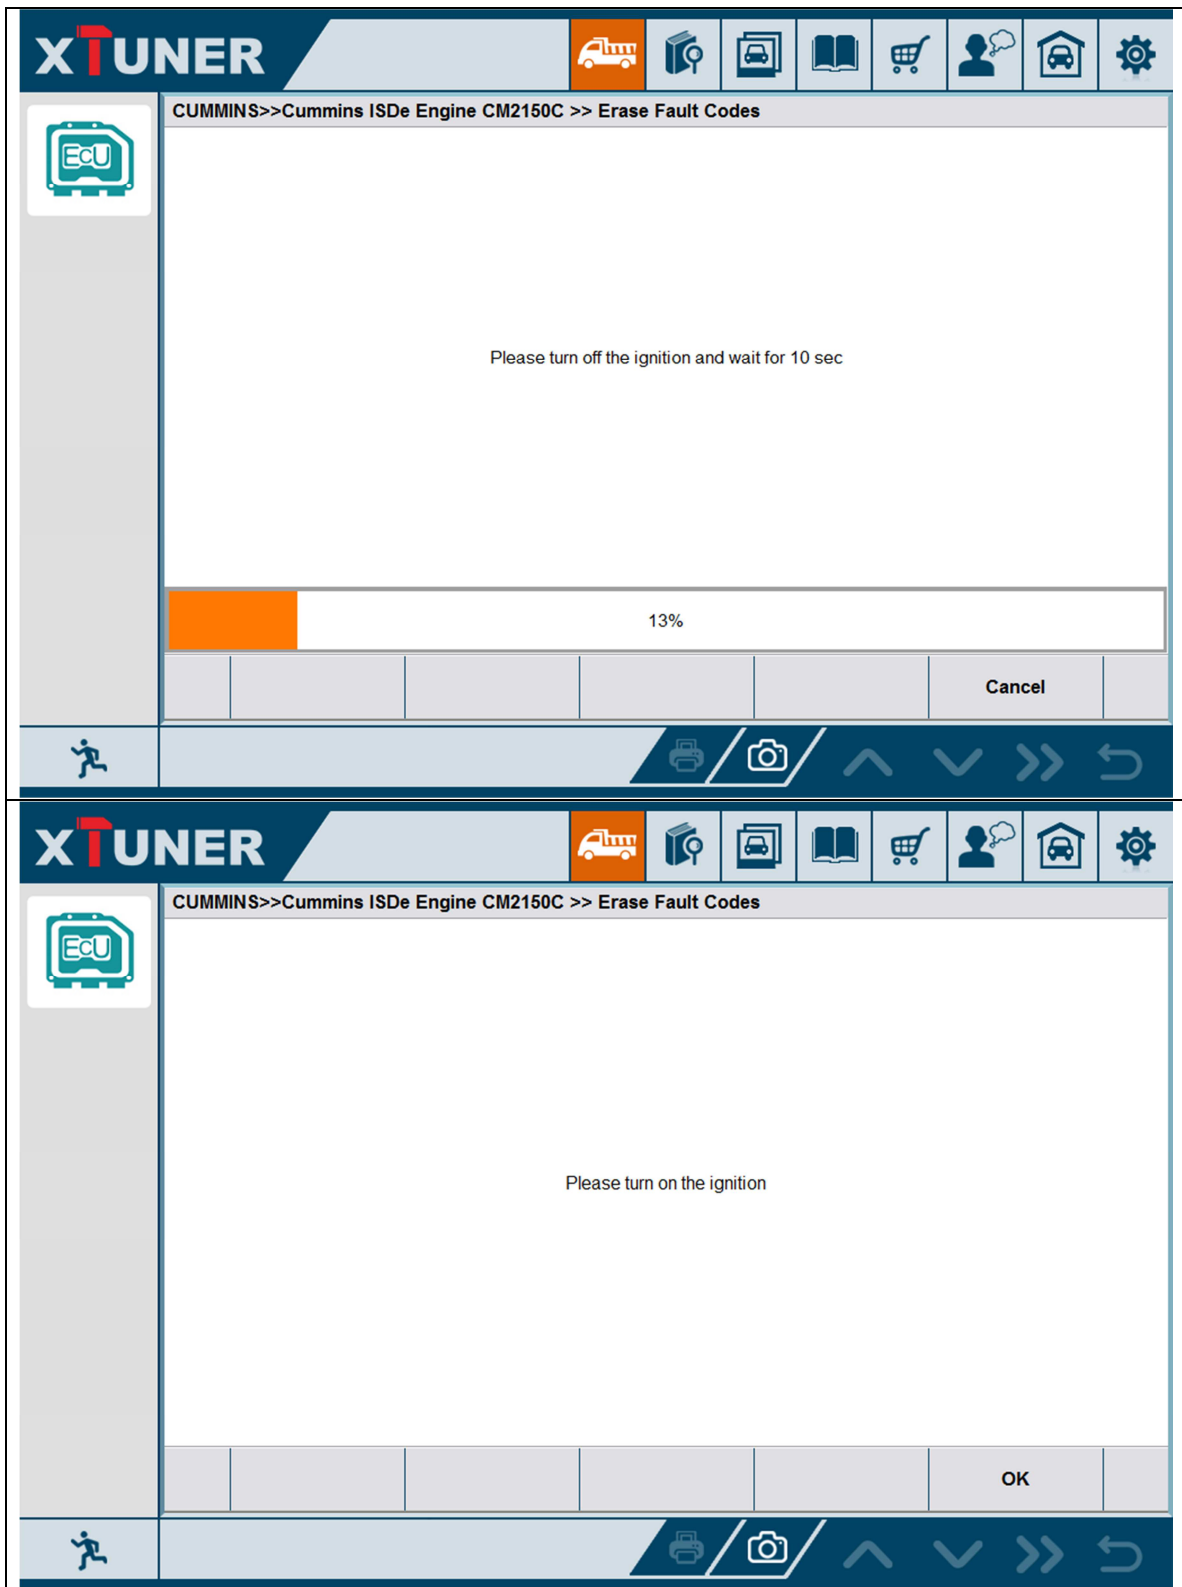 XTUNER
CUMMINS>>Cummins ISDe Engine CM2150C >> Erase Fault Codes
ECU
Please turn off the ignition and wait for 10 sec
13%
Cancel
XTUNER
CUMMINS>>Cummins ISDe Engine CM2150C >> Erase Fault Codes
ECU
Please turn on the ignition
OK